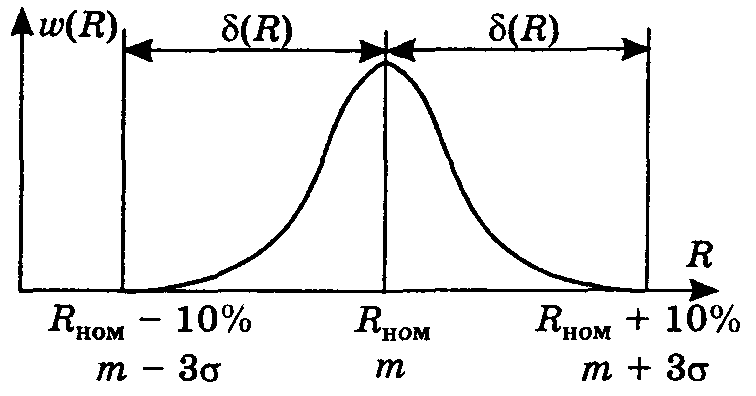 w(R) δ(R) δ(R)
R
Rном − 10% Rном Rном + 10%
m − 3σ m m + 3σ